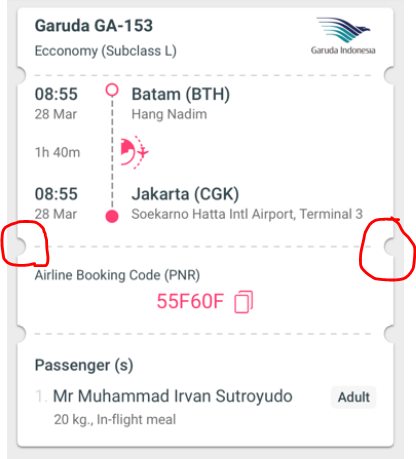 Garuda GA-153
Ecconomy (Subclass L)
Garuda Indonesia
08:55 Batam (BTH)
28 Mar Hang Nadim
1h 40m
08:55 Jakarta (CGK)
28 Mar Soekarno Hatta Intl Airport, Terminal 3
Airline Booking Code (PNR)
55F60F
Passenger (s)
1. Mr Muhammad Irvan Sutroyudo Adult
20 kg., In-flight meal